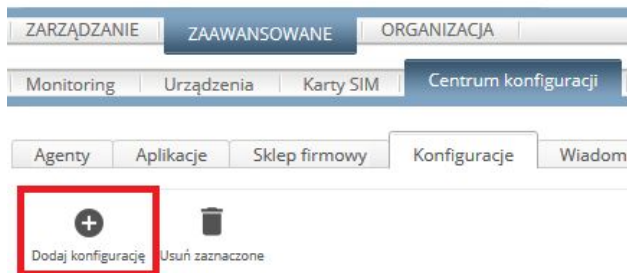 ZARZĄDZANIE ZAAWANSOWANE ORGANIZACJA
Monitoring Urządzenia Karty SIM Centrum konfiguracji
Agenty Aplikacje Sklep firmowy Konfiguracje Wiadom
Dodaj konfigurację Usuń zaznaczone